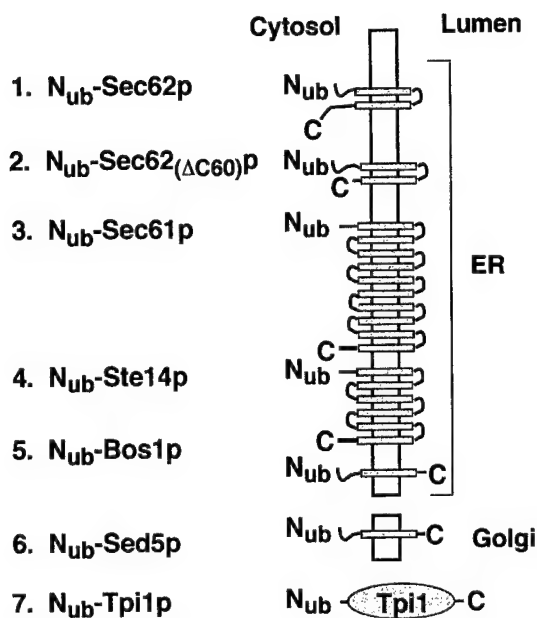 Cytosol Lumen
1. Nub-Sec62p Nub
C
2. Nub-Sec62(ΔC60)p Nub
C
3. Nub-Sec61p Nub
ER
C
4. Nub-Ste14p Nub
C
5. Nub-Bos1p
Nub C
6. Nub-Sed5p Nub C Golgi
7. Nub-Tpi1p Nub Tpi1 C